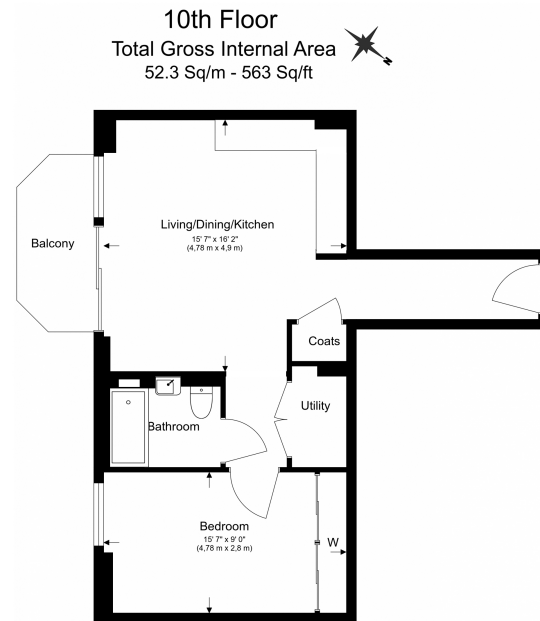 10th Floor
Total Gross Internal Area
52.3 Sq/m - 563 Sq/ft
N
Living/Dining/Kitchen
15' 7" x 16' 2"
(4,78 m x 4,9 m)
Balcony
Coats
Utility
Bathroom
Bedroom
15' 7" x 9' 0"
(4,78 m x 2,8 m)
W